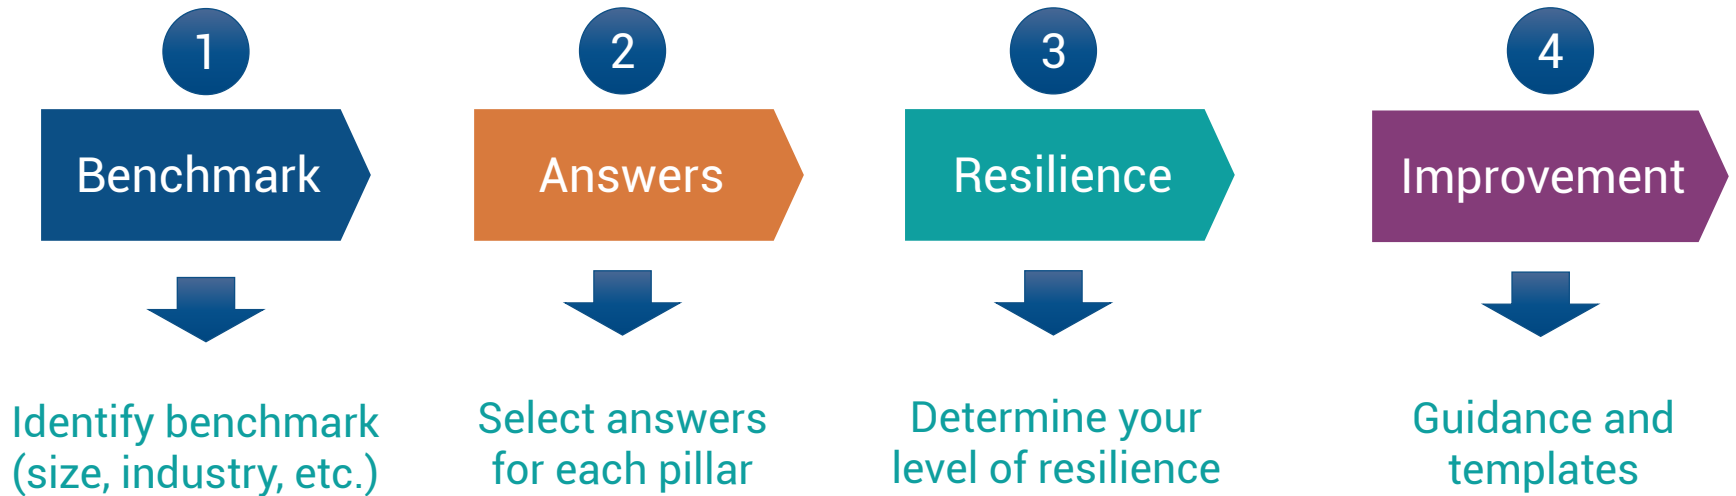 1
Benchmark
Identify benchmark
(size, industry, etc.)
2
Answers
Select answers
for each pillar
3
Resilience
Determine your
level of resilience
4
Improvement
Guidance and
templates